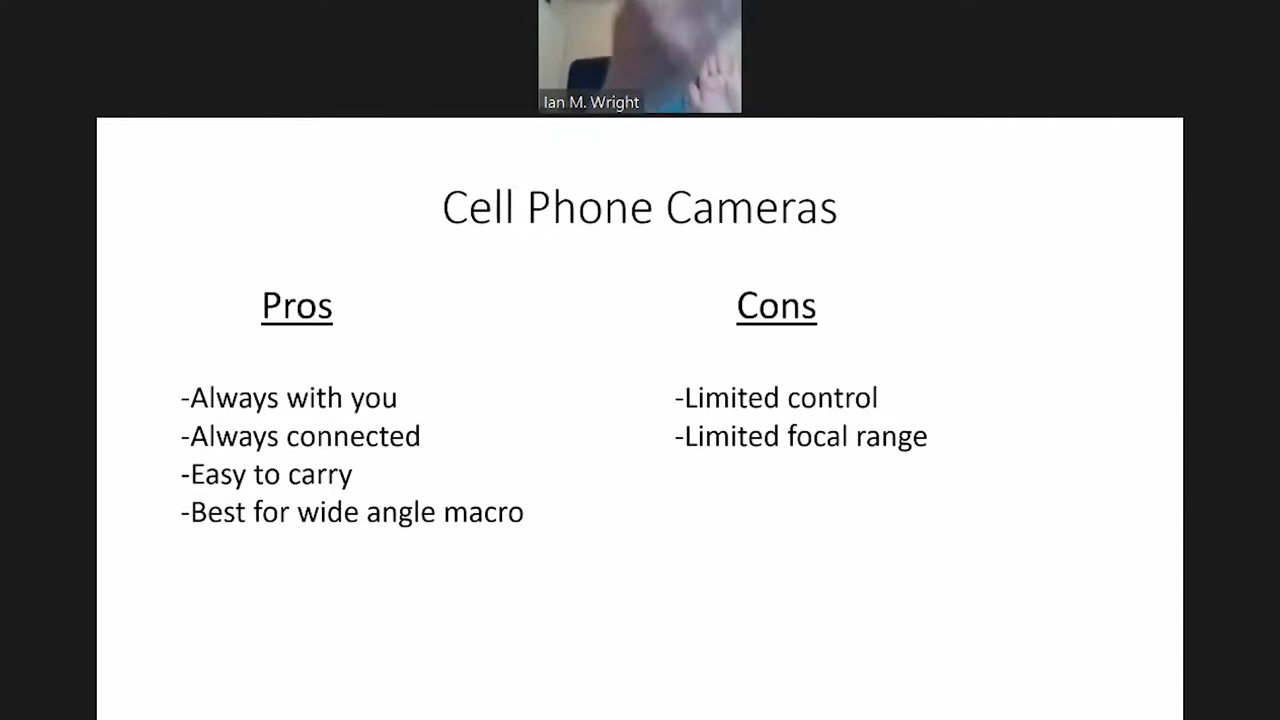 Ian M. Wright
Cell Phone Cameras
Pros
-Always with you
-Always connected
-Easy to carry
-Best for wide angle macro
Cons
-Limited control
-Limited focal range